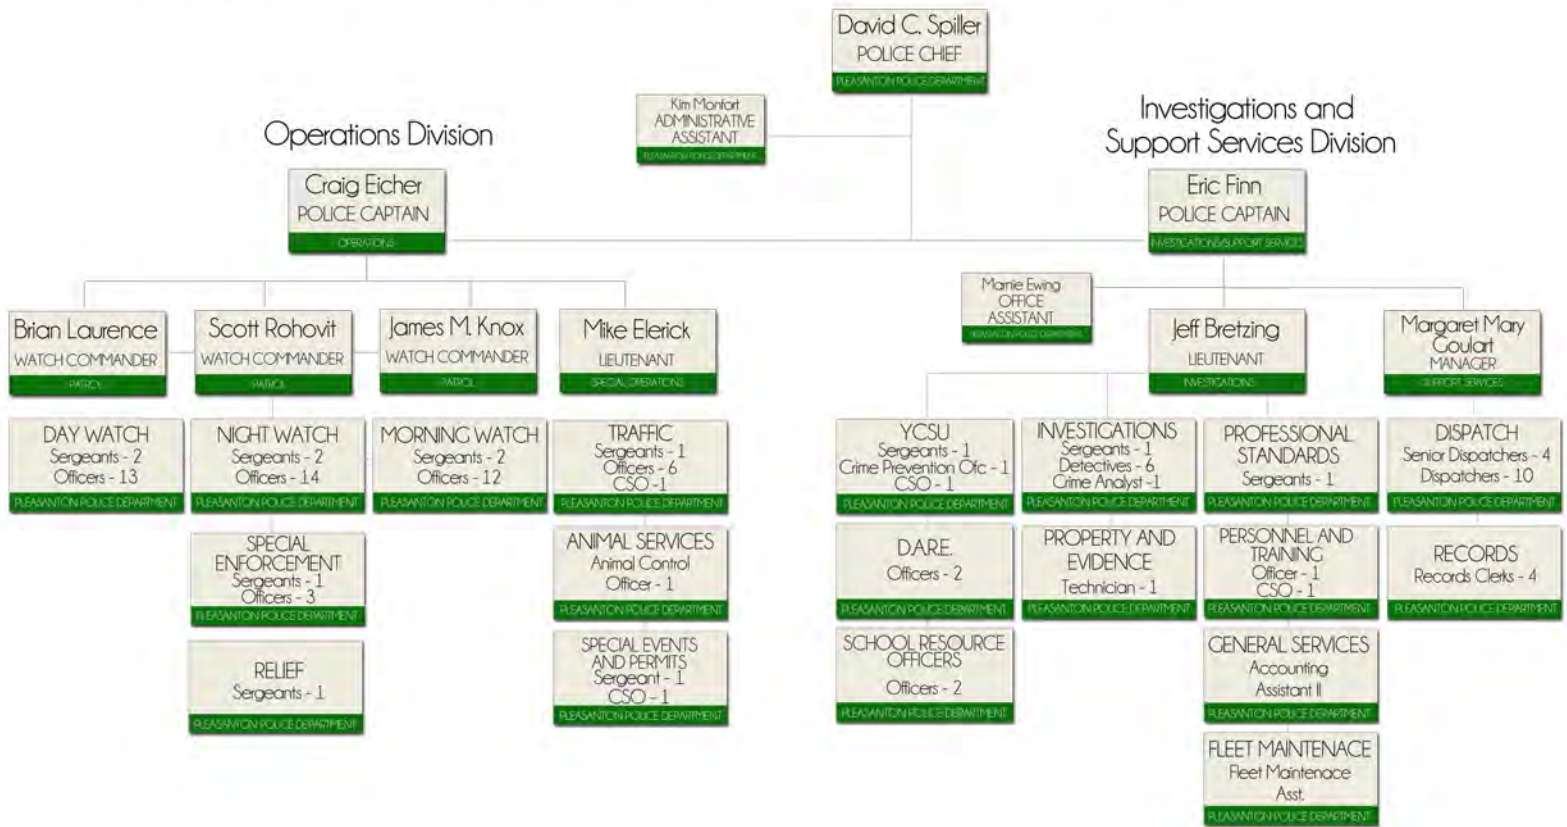 David C. Spiller
POLICE CHIEF
PLEASANTON POLICE DEPARTMENT
Kim Monfort
ADMINISTRATIVE
ASSISTANT
PLEASANTON POLICE DEPARTMENT
Operations Division
Investigations and
Support Services Division
Craig Eicher
POLICE CAPTAIN
OPERATIONS
Eric Finn
POLICE CAPTAIN
INVESTIGATIONS/SUPPORT SERVICES
Marnie Ewing
OFFICE
ASSISTANT
PLEASANTON POLICE DEPARTMENT
Brian Laurence
WATCH COMMANDER
PATROL
Scott Rohovit
WATCH COMMANDER
PATROL
James M. Knox
WATCH COMMANDER
PATROL
Mike Elerick
LIEUTENANT
SPECIAL OPERATIONS
Jeff Bretzing
LIEUTENANT
INVESTIGATIONS
Margaret Mary
Goulart
MANAGER
SUPPORT SERVICES
DAY WATCH
Sergeants - 2
Officers - 13
PLEASANTON POLICE DEPARTMENT
NIGHT WATCH
Sergeants - 2
Officers - 14
PLEASANTON POLICE DEPARTMENT
MORNING WATCH
Sergeants - 2
Officers - 12
PLEASANTON POLICE DEPARTMENT
TRAFFIC
Sergeants - 1
Officers - 6
CSO -1
PLEASANTON POLICE DEPARTMENT
YCSU
Sergeants - 1
Crime Prevention Ofc - 1
CSO - 1
PLEASANTON POLICE DEPARTMENT
INVESTIGATIONS
Sergeants - 1
Detectives - 6
Crime Analyst -1
PLEASANTON POLICE DEPARTMENT
PROFESSIONAL
STANDARDS
Sergeants - 1
PLEASANTON POLICE DEPARTMENT
DISPATCH
Senior Dispatchers - 4
Dispatchers - 10
PLEASANTON POLICE DEPARTMENT
SPECIAL
ENFORCEMENT
Sergeants - 1
Officers - 3
PLEASANTON POLICE DEPARTMENT
ANIMAL SERVICES
Animal Control
Officer - 1
PLEASANTON POLICE DEPARTMENT
D.A.R.E.
Officers - 2
PLEASANTON POLICE DEPARTMENT
PROPERTY AND
EVIDENCE
Technician - 1
PLEASANTON POLICE DEPARTMENT
PERSONNEL AND
TRAINING
Officer - 1
CSO - 1
PLEASANTON POLICE DEPARTMENT
RECORDS
Records Clerks - 4
PLEASANTON POLICE DEPARTMENT
RELIEF
Sergeants - 1
PLEASANTON POLICE DEPARTMENT
SPECIAL EVENTS
AND PERMITS
Sergeant - 1
CSO - 1
PLEASANTON POLICE DEPARTMENT
SCHOOL RESOURCE
OFFICERS
Officers - 2
PLEASANTON POLICE DEPARTMENT
GENERAL SERVICES
Accounting
Assistant II
PLEASANTON POLICE DEPARTMENT
FLEET MAINTENACE
Fleet Maintenace
Asst.
PLEASANTON POLICE DEPARTMENT